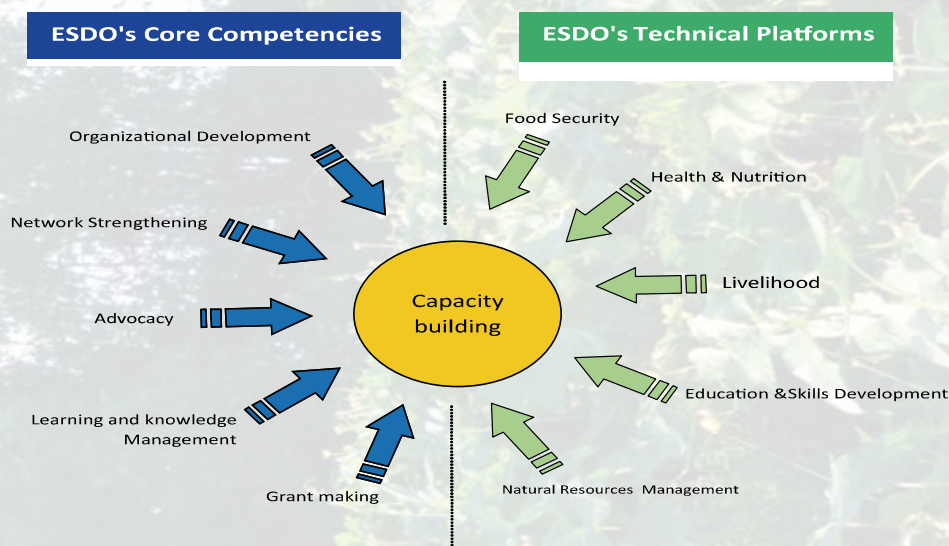 ESDO's Core Competencies
ESDO's Technical Platforms
Organizational Development
Network Strengthening
Advocacy
Learning and knowledge
Management
Grant making
Capacity
building
Food Security
Health & Nutrition
Livelihood
Education &Skills Development
Natural Resources Management